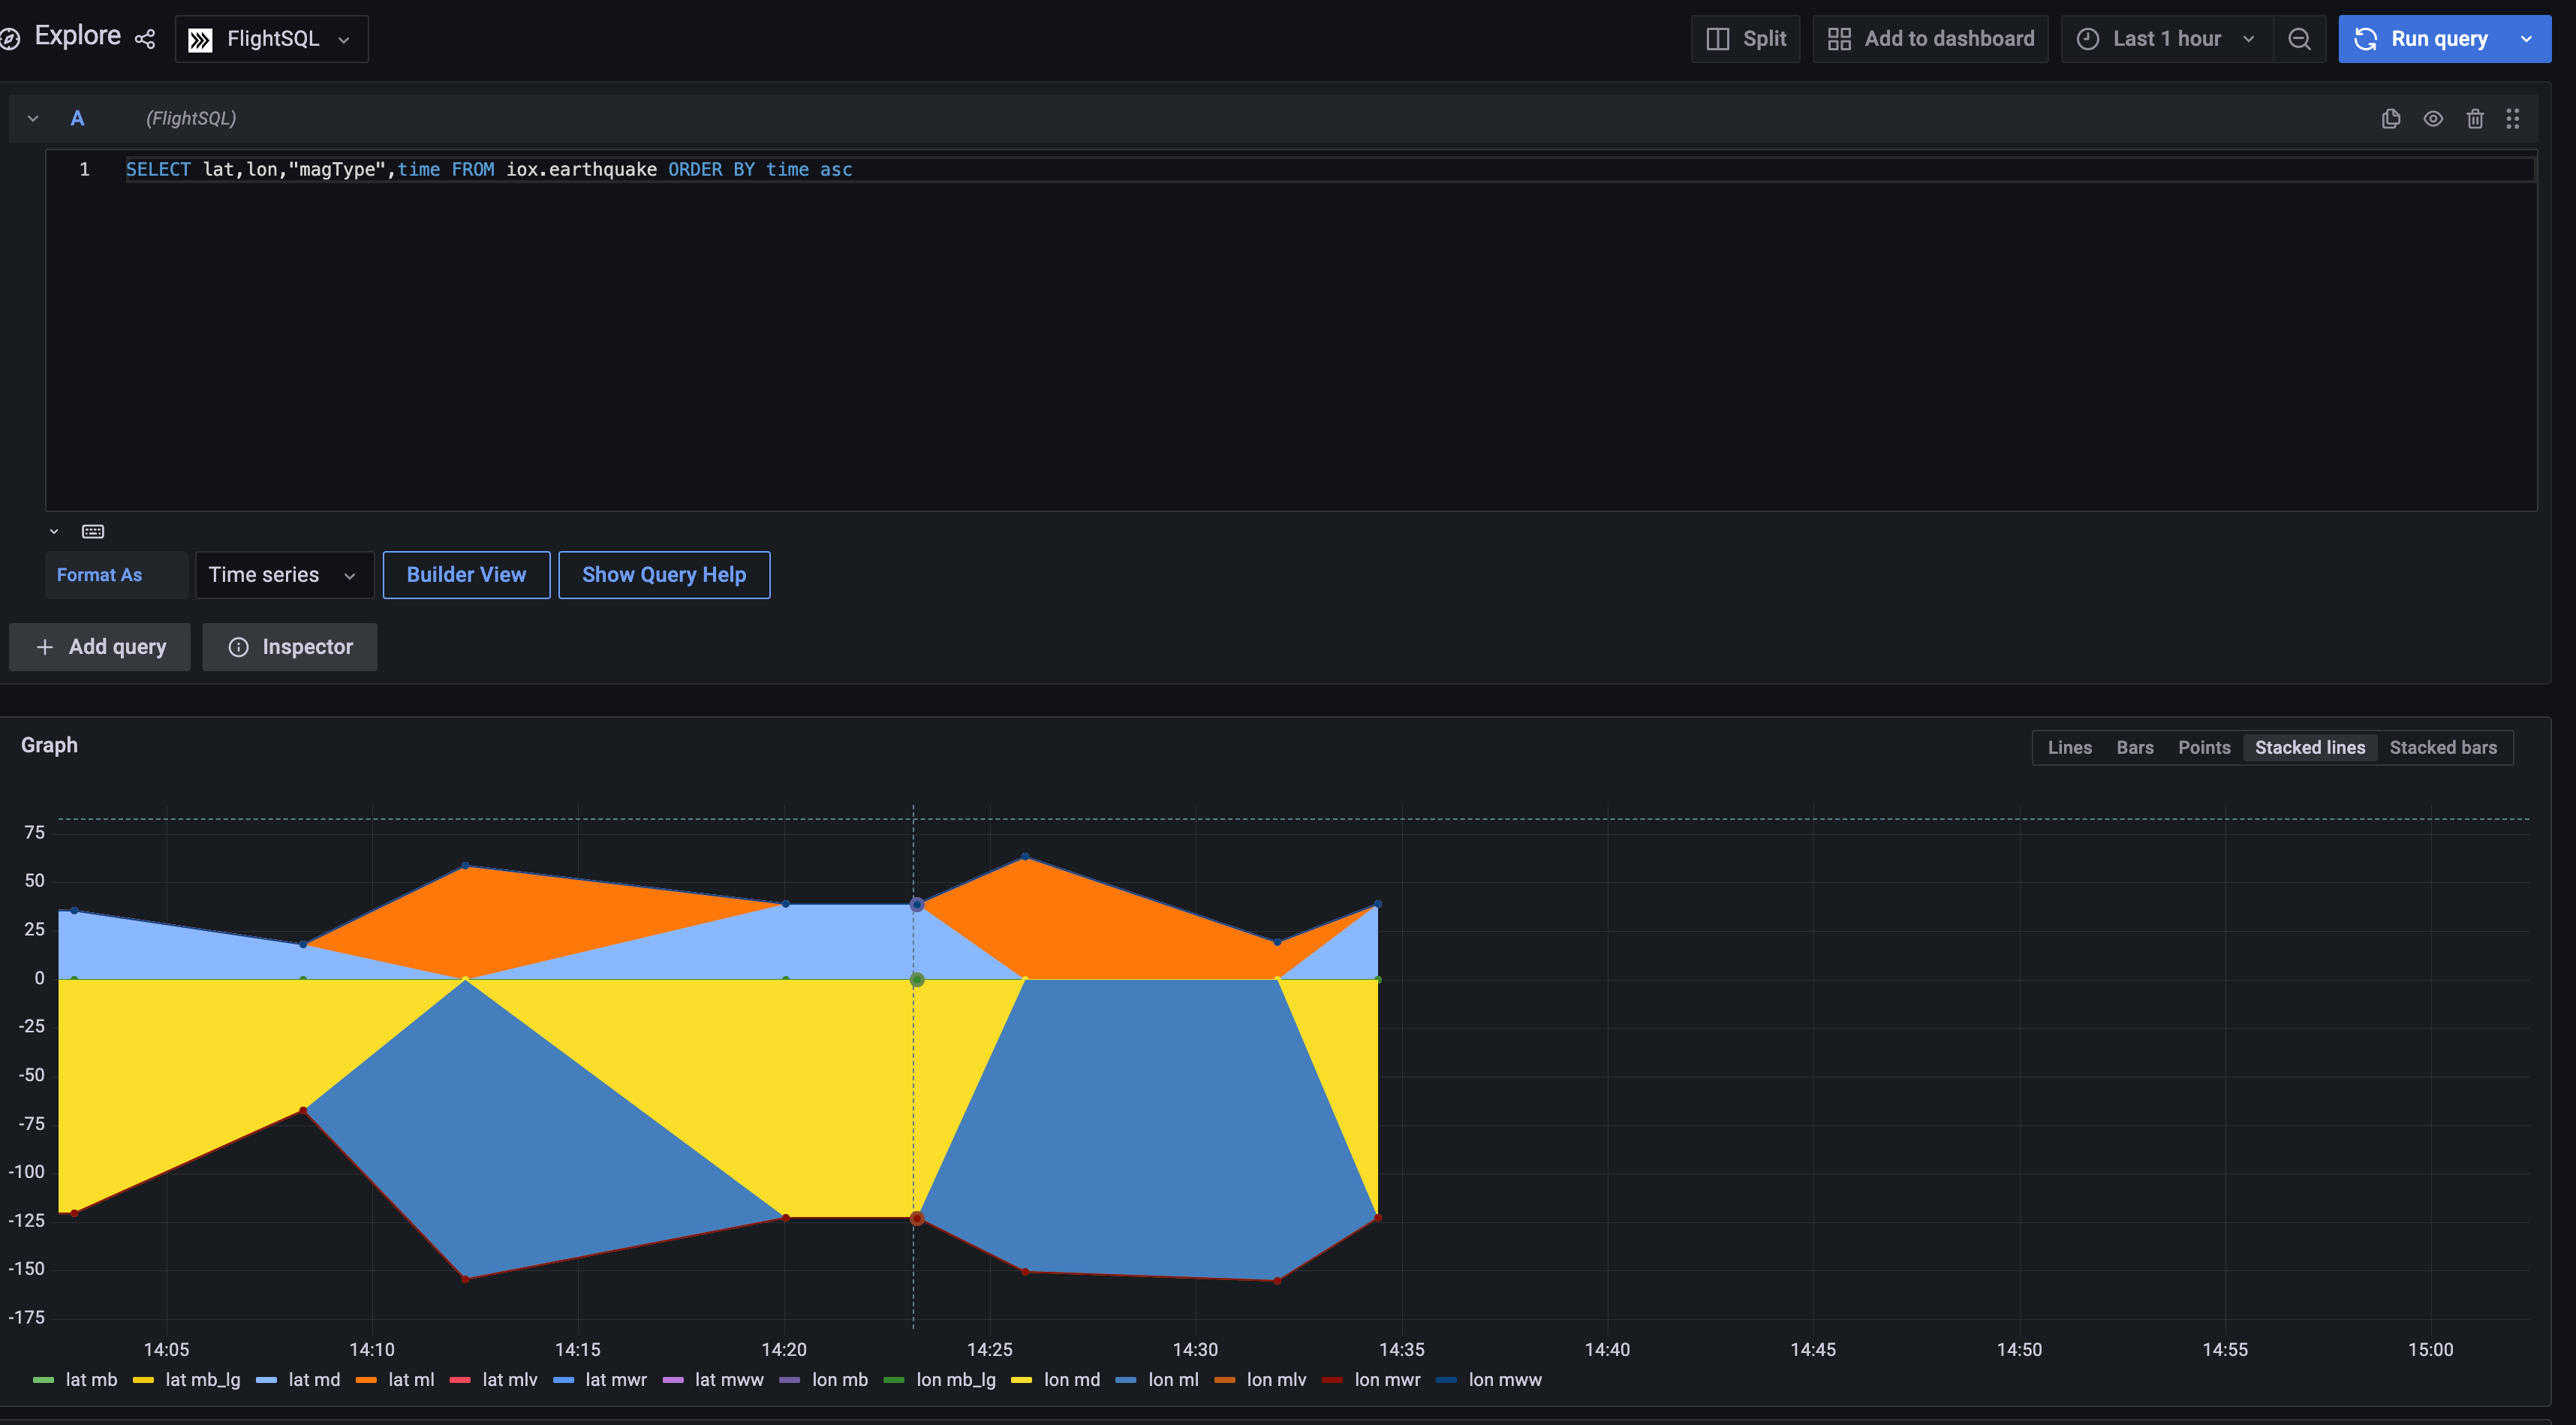 Explore FlightSQL Split Add to dashboard Last 1 hour Run query
A (FlightSQL)
1 SELECT lat,lon,"magType",time FROM iox.earthquake ORDER BY time asc
Format As Time series Builder View Show Query Help
+ Add query Inspector
Graph Lines Bars Points Stacked lines Stacked bars
75
50
25
0
-25
-50
-75
-100
-125
-150
-175
14:05 14:10 14:15 14:20 14:25 14:30 14:35 14:40 14:45 14:50 14:55 15:00
lat mb lat mb_lg lat md lat ml lat mlv lat mwr lat mww lon mb lon mb_lg lon md lon ml lon mlv lon mwr lon mww